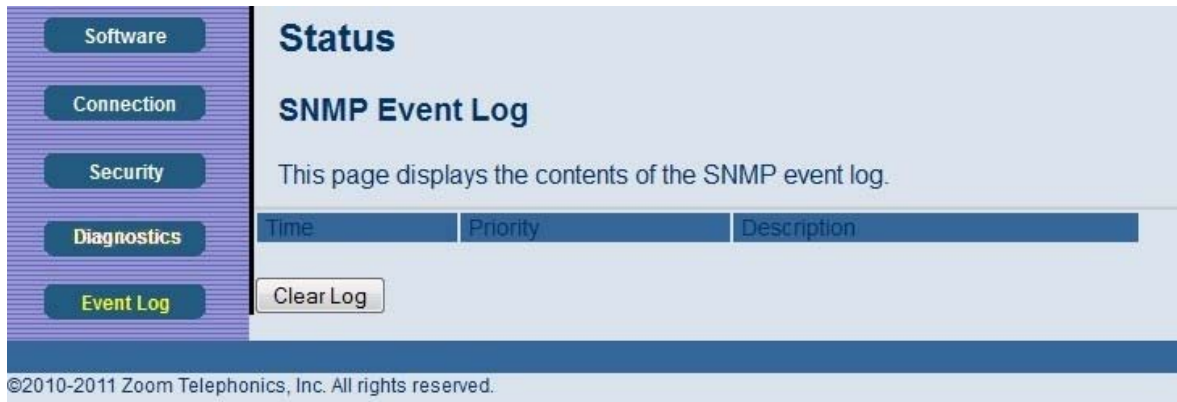 Software
Connection
Security
Diagnostics
Event Log
Status
SNMP Event Log
This page displays the contents of the SNMP event log.
Time Priority Description
Clear Log
©2010-2011 Zoom Telephonics, Inc. All rights reserved.